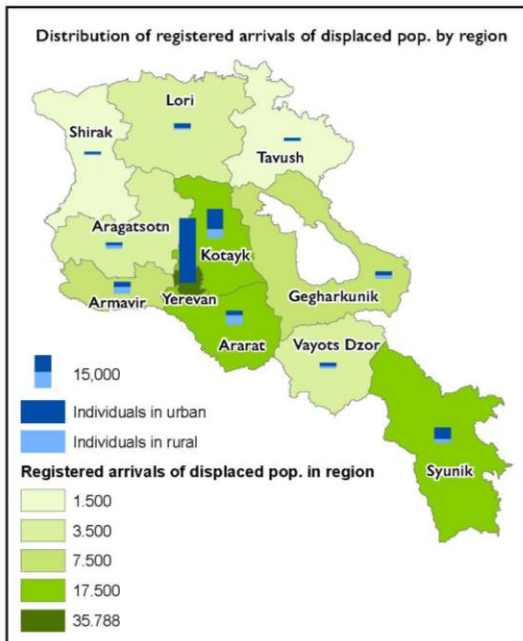 Distribution of registered arrivals of displaced pop. by region
Lori
Shirak
Tavush
Aragatsotn
Kotayk
Armavir
Yerevan
Gegharkunik
Ararat
Vayots Dzor
Syunik
15,000
Individuals in urban
Individuals in rural
Registered arrivals of displaced pop. in region
1.500
3.500
7.500
17.500
35.788